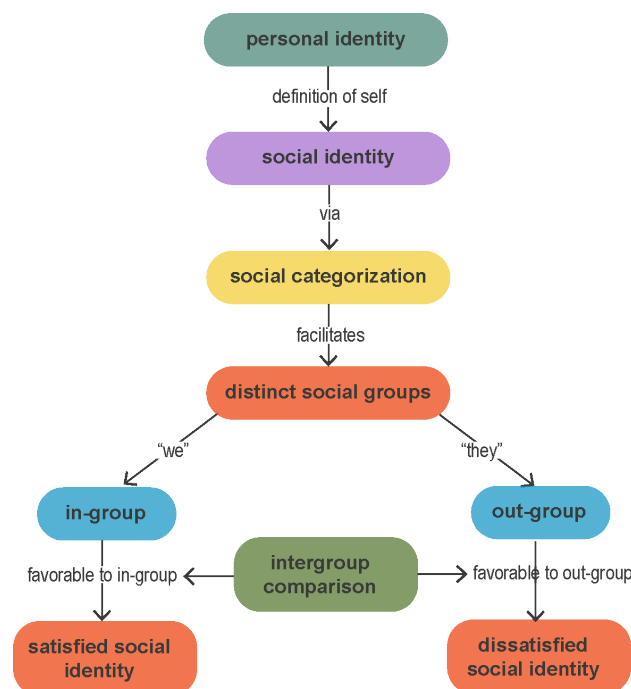 personal identity
definition of self
social identity
via
social categorization
facilitates
distinct social groups
“we”
“they”
in-group
out-group
intergroup
comparison
favorable to in-group
favorable to out-group
satisfied social
identity
dissatisfied
social identity